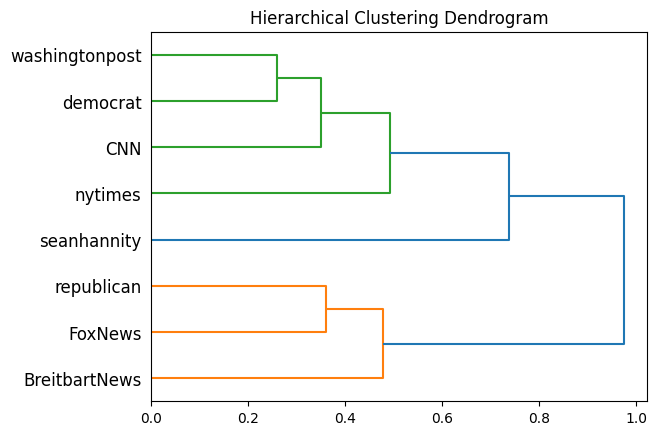 Hierarchical Clustering Dendrogram
washingtonpost
democrat
CNN
nytimes
seanhannity
republican
FoxNews
BreitbartNews
0.0 0.2 0.4 0.6 0.8 1.0